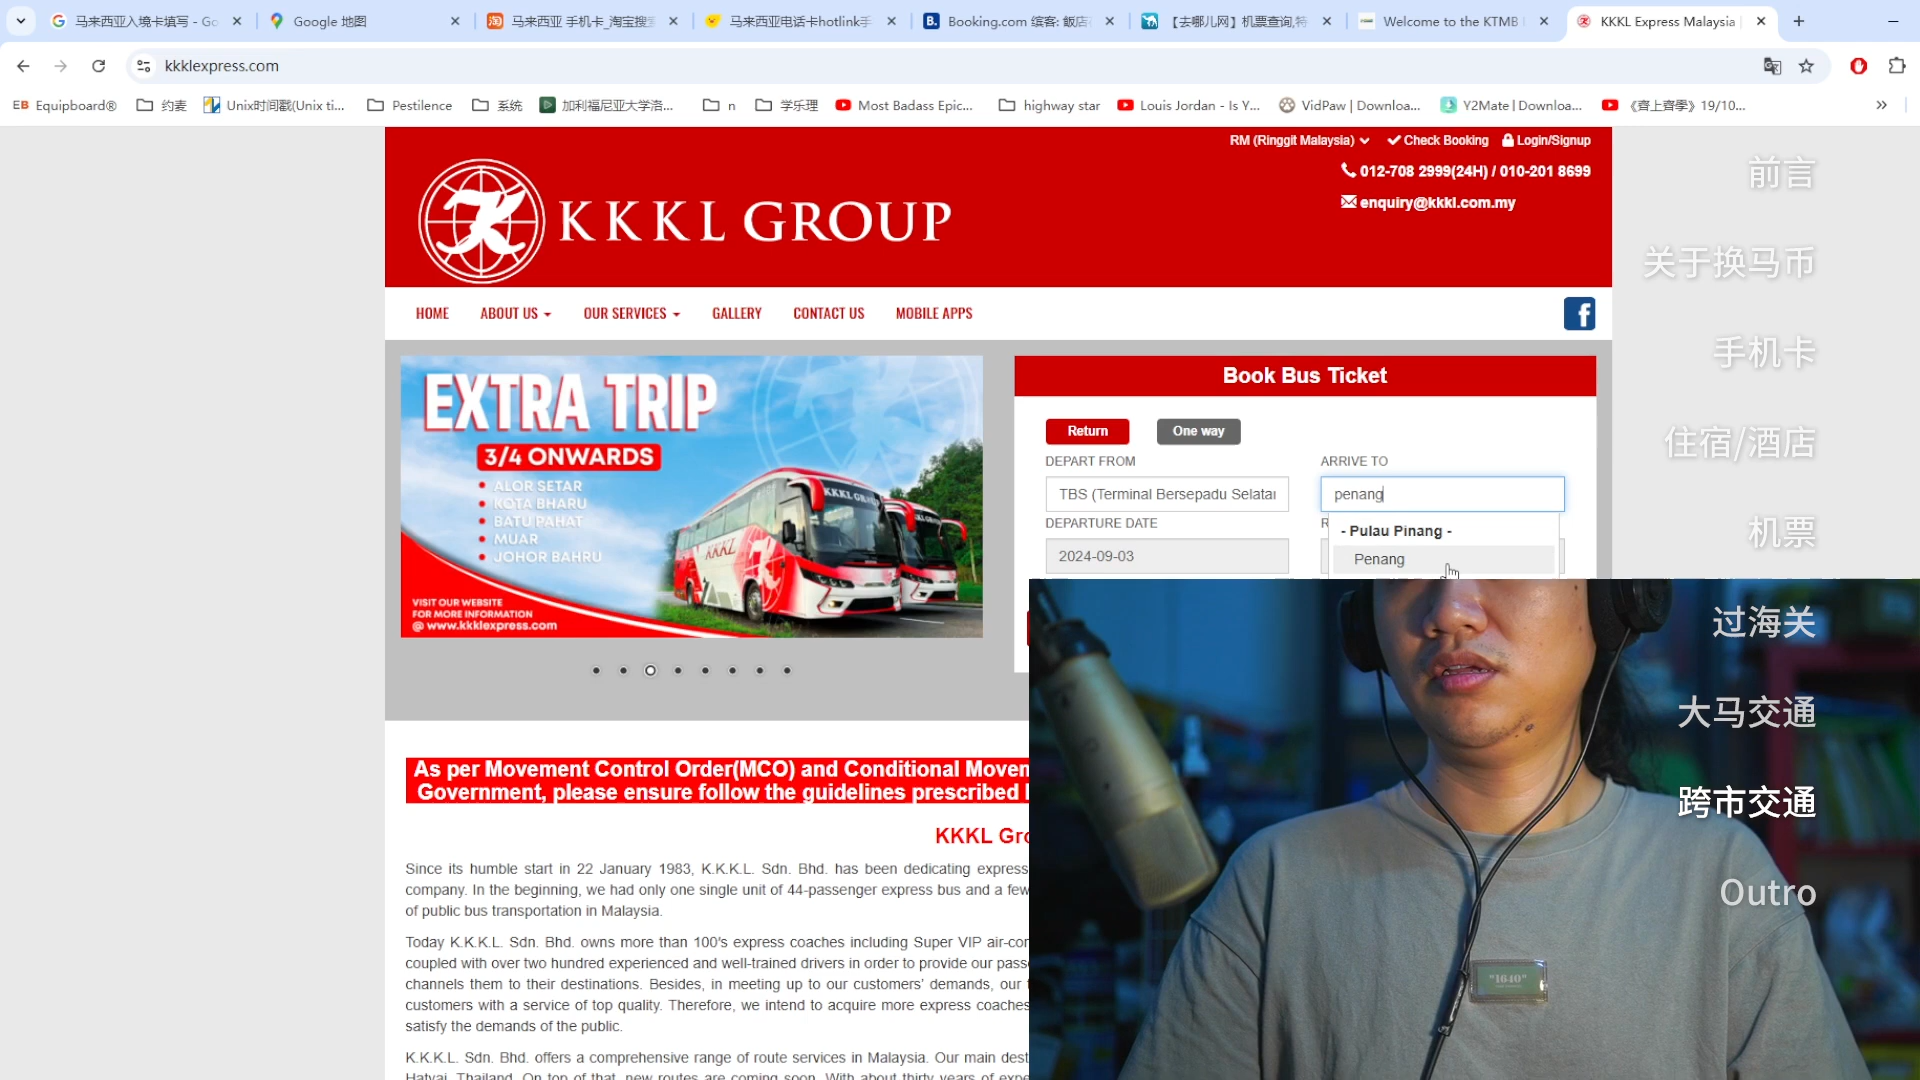 马来西亚入境卡填写 - Go
Google 地图
马来西亚 手机卡_淘宝搜
马来西亚电话卡hotlink手
Booking.com 缤客: 飯店
【去哪儿网】机票查询,特
Welcome to the KTMB
KKKL Express Malaysia
kkklexpress.com
EB Equipboard®
约麦
Unix时间戳(Unix ti...
Pestilence
系统
加利福尼亚大学洛...
n
学乐理
Most Badass Epic...
highway star
Louis Jordan - Is Y...
VidPaw | Downloa...
Y2Mate | Downloa...
《齊上齊學》19/10...
RM (Ringgit Malaysia)
Check Booking
Login/Signup
012-708 2999(24H) / 010-201 8699
enquiry@kkkl.com.my
KKKL GROUP
HOME
ABOUT US
OUR SERVICES
GALLERY
CONTACT US
MOBILE APPS
EXTRA TRIP
3/4 ONWARDS
ALOR SETAR
KOTA BHARU
BATU PAHAT
MUAR
JOHOR BAHRU
KKKL GROUP
KKKL
VISIT OUR WEBSITE
FOR MORE INFORMATION
@ www.kkklexpress.com
Book Bus Ticket
Return
One way
DEPART FROM
ARRIVE TO
TBS (Terminal Bersepadu Selatan
penang
DEPARTURE DATE
R
- Pulau Pinang -
2024-09-03
Penang
As per Movement Control Order(MCO) and Conditional Movem
Government, please ensure follow the guidelines prescribed
KKKL Gro
Since its humble start in 22 January 1983, K.K.K.L. Sdn. Bhd. has been dedicating express
company. In the beginning, we had only one single unit of 44-passenger express bus and a few
of public bus transportation in Malaysia.
Today K.K.K.L. Sdn. Bhd. owns more than 100's express coaches including Super VIP air-con
coupled with over two hundred experienced and well-trained drivers in order to provide our pass
channels them to their destinations. Besides, in meeting up to our customers' demands, our
customers with a service of top quality. Therefore, we intend to acquire more express coaches
satisfy the demands of the public.
K.K.K.L. Sdn. Bhd. offers a comprehensive range of route services in Malaysia. Our main dest
Hatyai, Thailand. On top of that, new routes are coming soon. With about thirty years of expe
前言
关于换马币
手机卡
住宿/酒店
机票
过海关
大马交通
跨市交通
Outro
"1640"